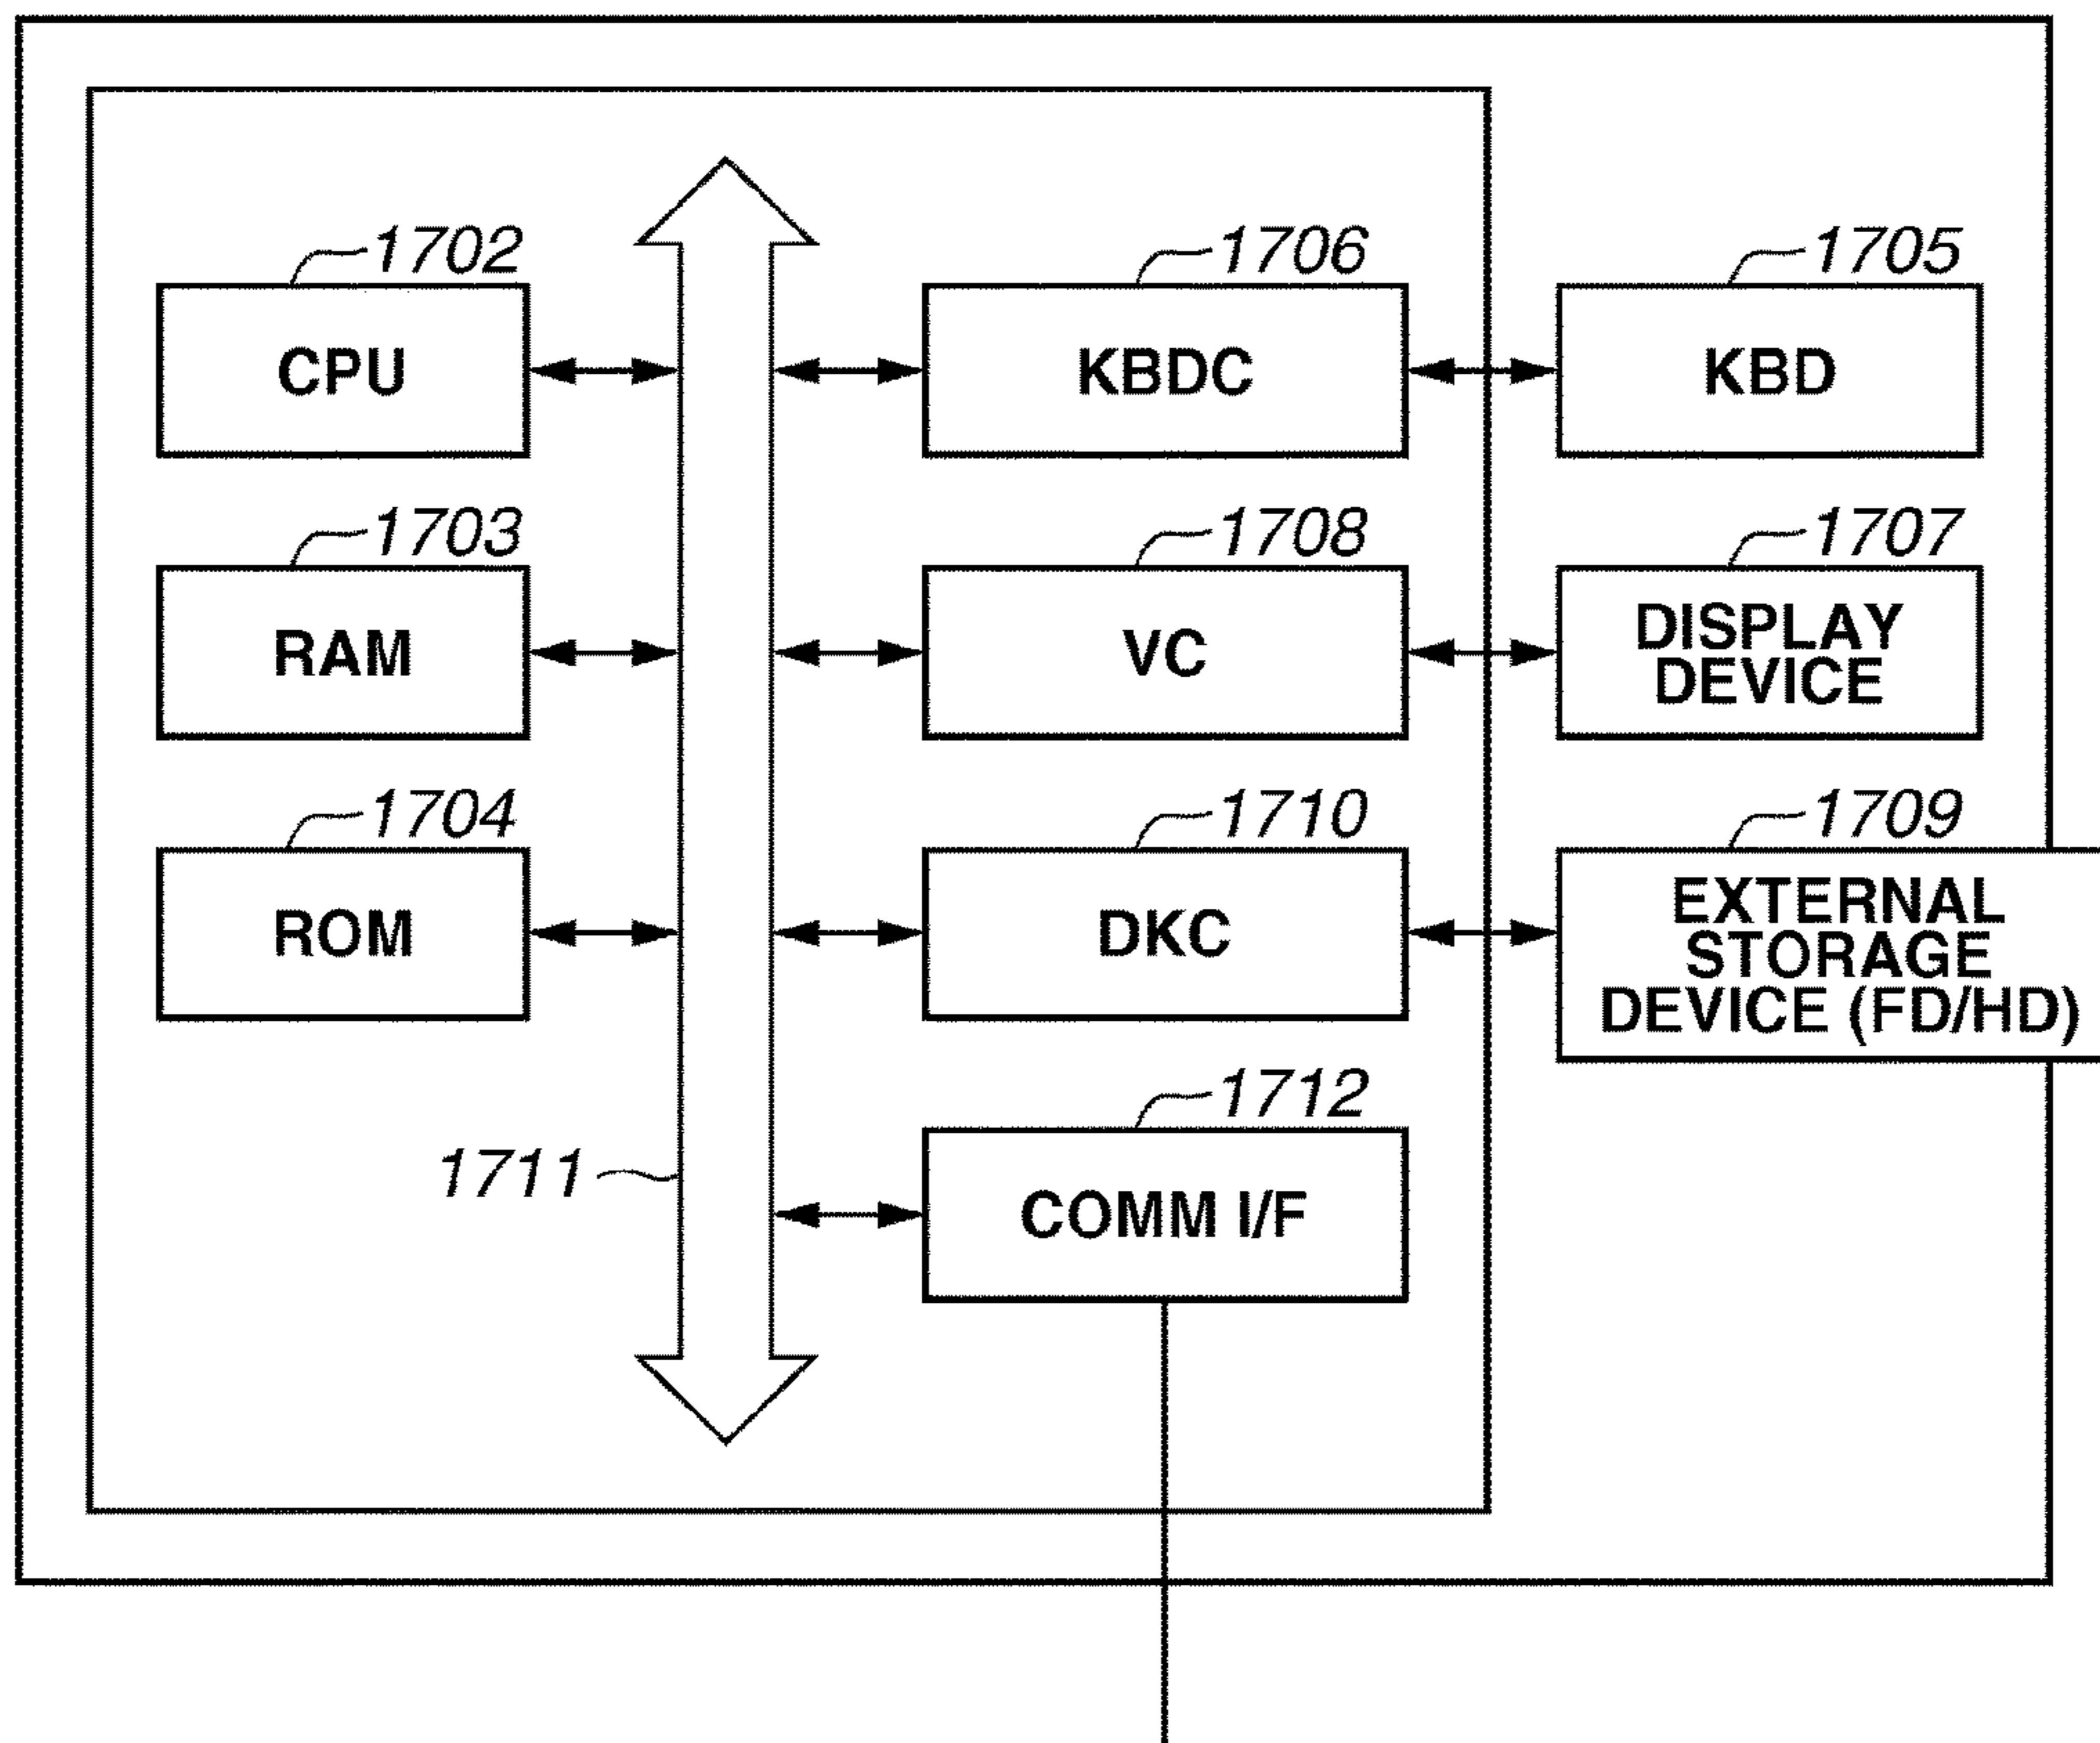 1702
1706
1705
CPU
KBDC
KBD
1703
1708
1707
RAM
VC
DISPLAY
DEVICE
1704
1710
1709
ROM
DKC
EXTERNAL
STORAGE
DEVICE (FD/HD)
1712
1711
COMM I/F